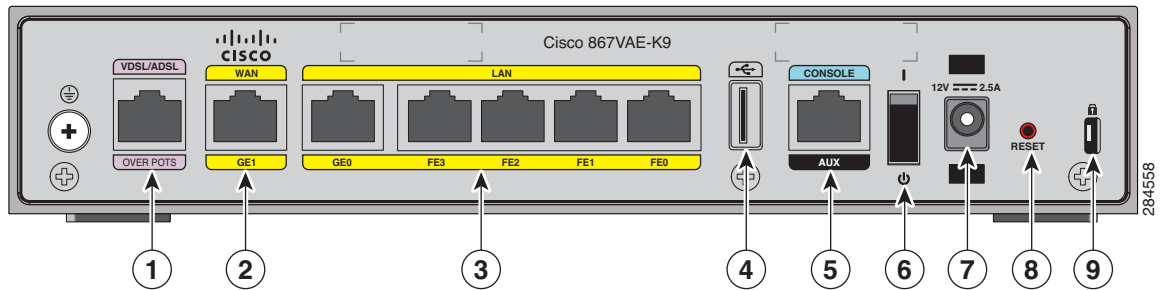 CISCO
Cisco 867VAE-K9
VDSL/ADSL
WAN
LAN
CONSOLE
12V 2.5A
RESET
OVER POTS
GE1
GE0
FE3
FE2
FE1
FE0
AUX
284558
1
2
3
4
5
6
7
8
9